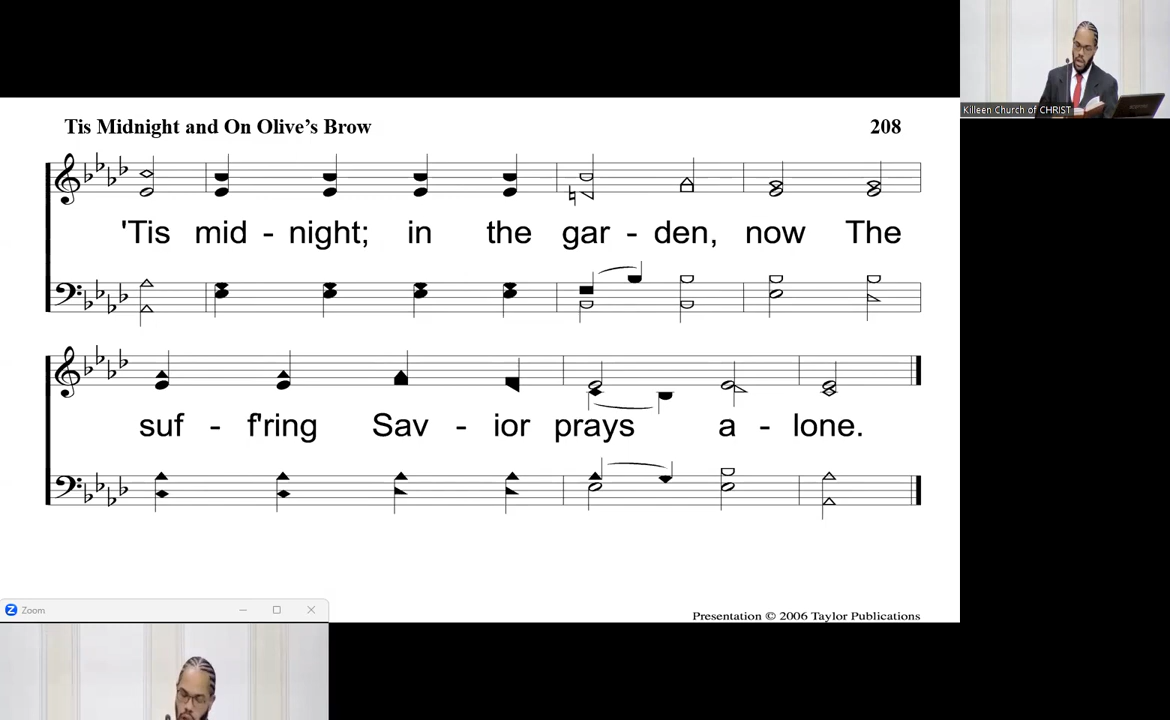 Killeen Church of CHRIST
Tis Midnight and On Olive's Brow 208
'Tis mid - night; in the gar - den, now The
suf - f'ring Sav - ior prays a - lone.
Zoom
Presentation © 2006 Taylor Publications